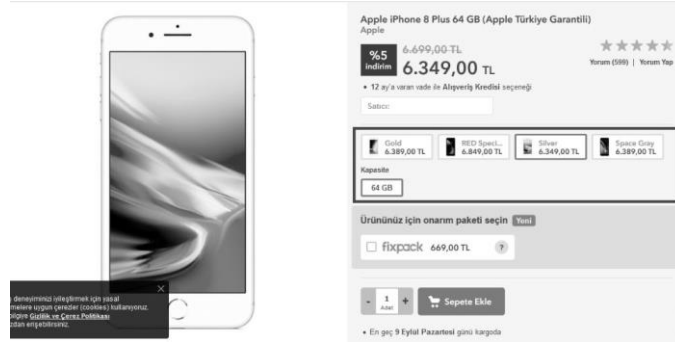 Apple iPhone 8 Plus 64 GB (Apple Türkiye Garantili)
Apple
%5
indirim
6.699,00 TL
6.349,00 TL
Yorum (599) | Yorum Yap
• 12 ay'a varan vade ile Alışveriş Kredisi seçeneği
Satıcı:
Gold
6.389,00 TL
RED Speci...
6.849,00 TL
Silver
6.349,00 TL
Space Gray
6.389,00 TL
Kapasite
64 GB
Ürününüz için onarım paketi seçin Yeni
fixpack 669,00 TL ?
- 1 +
Adet
Sepete Ekle
• En geç 9 Eylül Pazartesi günü kargoda
deneyiminizi iyileştirmek için yasal
melere uygun çerezler (cookies) kullanıyoruz.
bilgiye Gizlilik ve Çerez Politikası
zdan erişebilirsiniz.